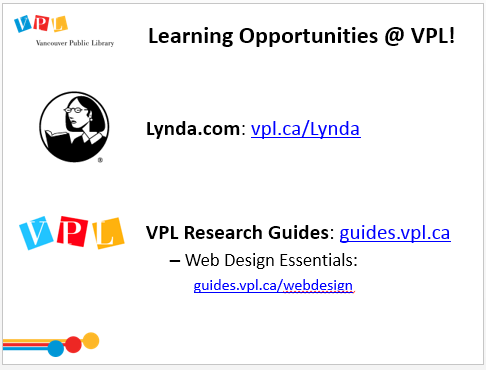 VPL
Vancouver Public Library
Learning Opportunities @ VPL!
Lynda.com: vpl.ca/Lynda
®
VPL
VPL Research Guides: guides.vpl.ca
– Web Design Essentials:
guides.vpl.ca/webdesign